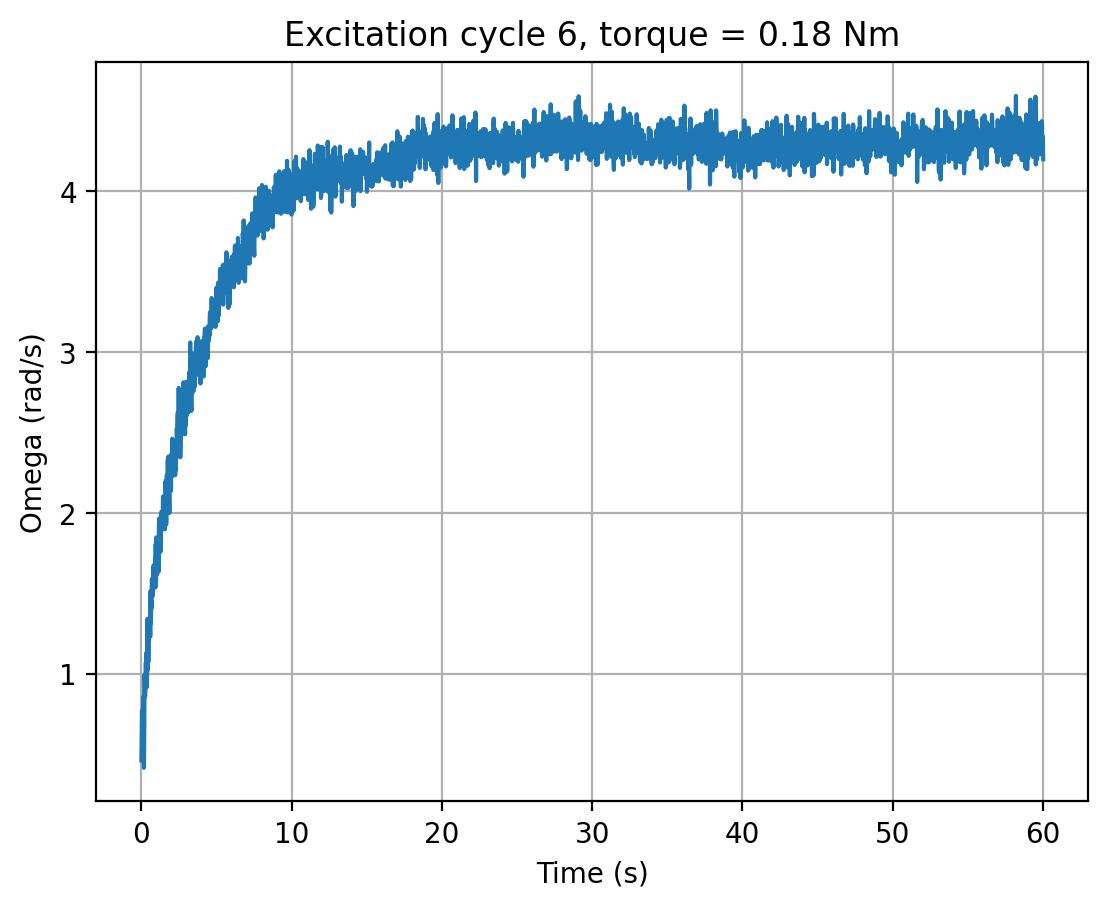 Excitation cycle 6, torque = 0.18 Nm
Omega (rad/s)
4
3
2
1
0 10 20 30 40 50 60
Time (s)